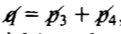 q̸ = p̸₃ + p̸₄,